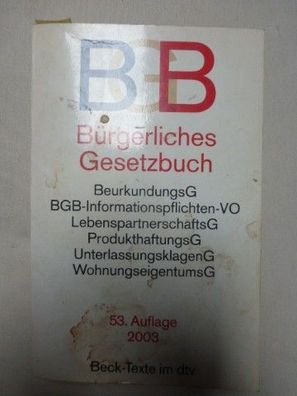 BGB
Bürgerliches
Gesetzbuch
BeurkundungsG
BGB-Informationspflichten-VO
LebenspartnerschaftsG
ProdukthaftungsG
UnterlassungsklagenG
WohnungseigentumsG
53. Auflage
2003
Beck-Texte im dtv